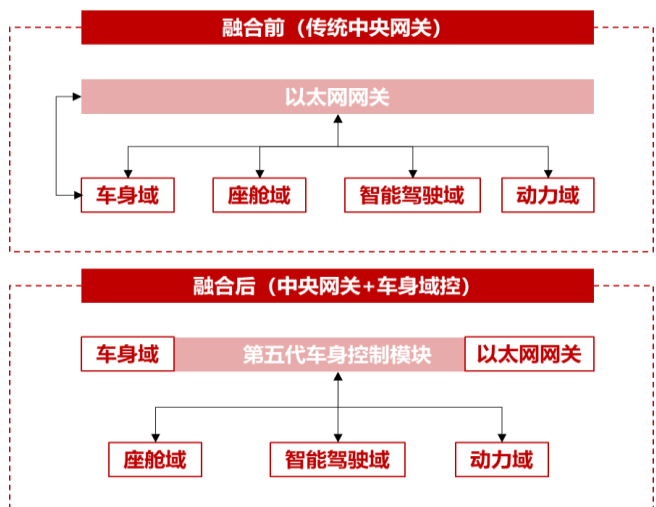 融合前（传统中央网关）
以太网网关
车身域 座舱域 智能驾驶域 动力域
融合后（中央网关+车身域控）
车身域 第五代车身控制模块 以太网网关
座舱域 智能驾驶域 动力域